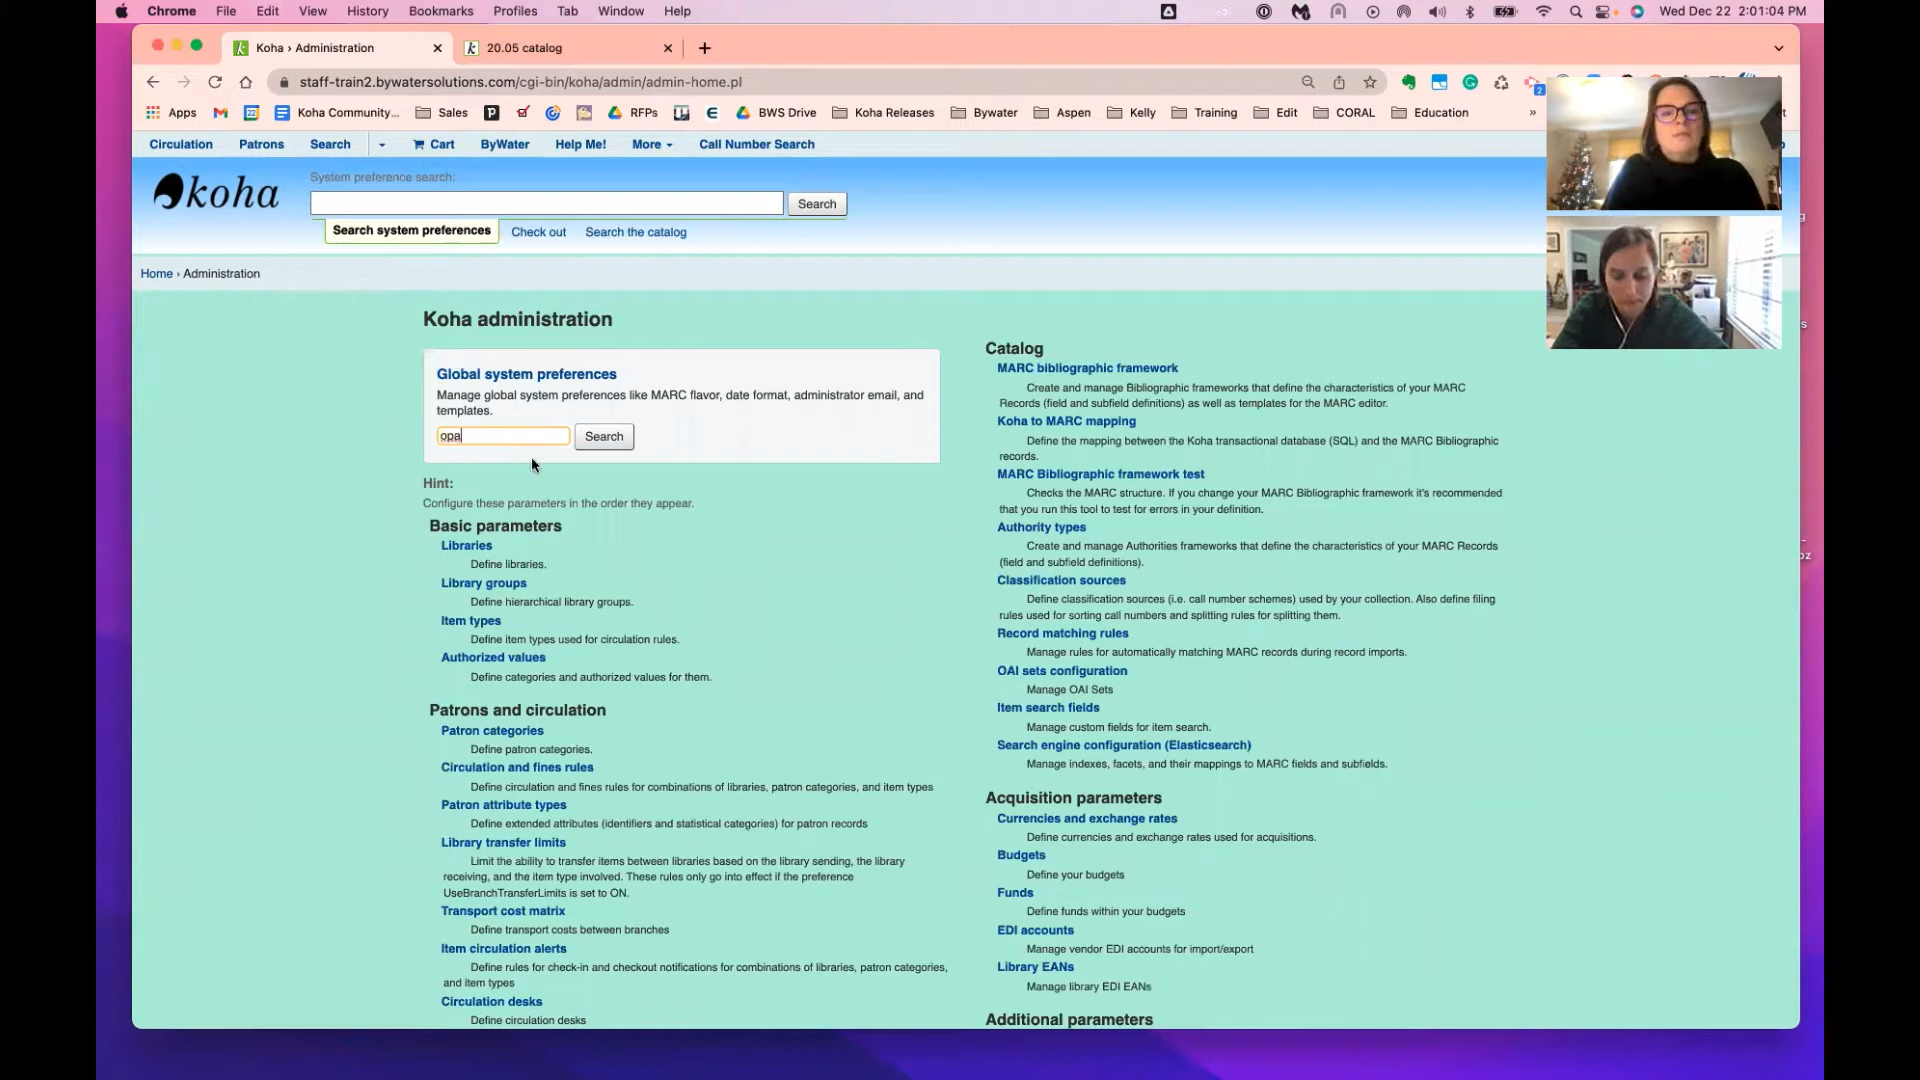 Chrome File Edit View History Bookmarks Profiles Tab Window Help Wed Dec 22 2:01:04 PM
Koha › Administration 20.05 catalog
staff-train2.bywatersolutions.com/cgi-bin/koha/admin/admin-home.pl
Apps Koha Community... Sales RFPs BWS Drive Koha Releases Bywater Aspen Kelly Training Edit CORAL Education »
Circulation Patrons Search Cart ByWater Help Me! More Call Number Search
koha
System preference search:
Search
Search system preferences Check out Search the catalog
Home › Administration
Koha administration
Global system preferences
Manage global system preferences like MARC flavor, date format, administrator email, and
templates.
opa Search
Hint:
Configure these parameters in the order they appear.
Basic parameters
Libraries
Define libraries.
Library groups
Define hierarchical library groups.
Item types
Define item types used for circulation rules.
Authorized values
Define categories and authorized values for them.
Patrons and circulation
Patron categories
Define patron categories.
Circulation and fines rules
Define circulation and fines rules for combinations of libraries, patron categories, and item types
Patron attribute types
Define extended attributes (identifiers and statistical categories) for patron records
Library transfer limits
Limit the ability to transfer items between libraries based on the library sending, the library
receiving, and the item type involved. These rules only go into effect if the preference
UseBranchTransferLimits is set to ON.
Transport cost matrix
Define transport costs between branches
Item circulation alerts
Define rules for check-in and checkout notifications for combinations of libraries, patron categories,
and item types
Circulation desks
Define circulation desks
Catalog
MARC bibliographic framework
Create and manage Bibliographic frameworks that define the characteristics of your MARC
Records (field and subfield definitions) as well as templates for the MARC editor.
Koha to MARC mapping
Define the mapping between the Koha transactional database (SQL) and the MARC Bibliographic
records.
MARC Bibliographic framework test
Checks the MARC structure. If you change your MARC Bibliographic framework it's recommended
that you run this tool to test for errors in your definition.
Authority types
Create and manage Authorities frameworks that define the characteristics of your MARC Records
(field and subfield definitions).
Classification sources
Define classification sources (i.e. call number schemes) used by your collection. Also define filing
rules used for sorting call numbers and splitting rules for splitting them.
Record matching rules
Manage rules for automatically matching MARC records during record imports.
OAI sets configuration
Manage OAI Sets
Item search fields
Manage custom fields for item search.
Search engine configuration (Elasticsearch)
Manage indexes, facets, and their mappings to MARC fields and subfields.
Acquisition parameters
Currencies and exchange rates
Define currencies and exchange rates used for acquisitions.
Budgets
Define your budgets
Funds
Define funds within your budgets
EDI accounts
Manage vendor EDI accounts for import/export
Library EANs
Manage library EDI EANs
Additional parameters